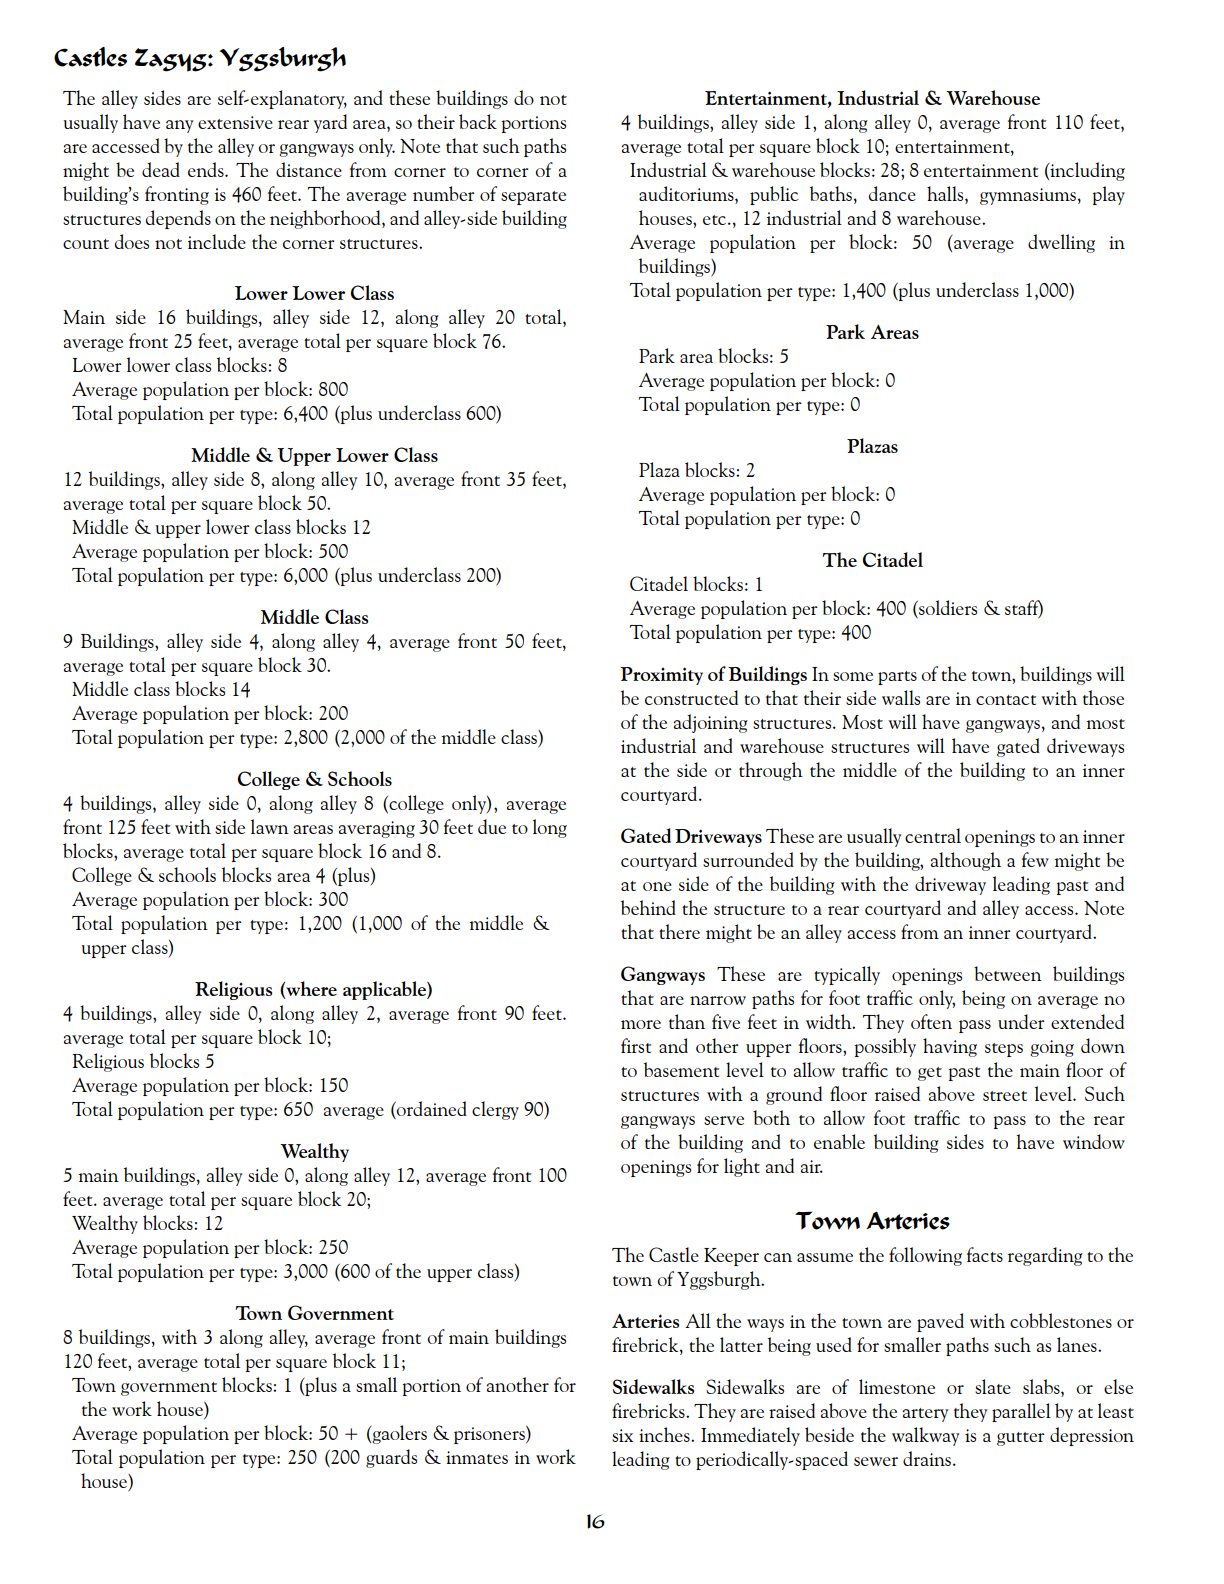 Castles Zagyg: Yggsburgh
The alley sides are self-explanatory, and these buildings do not
usually have any extensive rear yard area, so their back portions
are accessed by the alley or gangways only. Note that such paths
might be dead ends. The distance from corner to corner of a
building's fronting is 460 feet. The average number of separate
structures depends on the neighborhood, and alley-side building
count does not include the corner structures.
Lower Lower Class
Main side 16 buildings, alley side 12, along alley 20 total,
average front 25 feet, average total per square block 76.
Lower lower class blocks: 8
Average population per block: 800
Total population per type: 6,400 (plus underclass 600)
Middle & Upper Lower Class
12 buildings, alley side 8, along alley 10, average front 35 feet,
average total per square block 50.
Middle & upper lower class blocks 12
Average population per block: 500
Total population per type: 6,000 (plus underclass 200)
Middle Class
9 Buildings, alley side 4, along alley 4, average front 50 feet,
average total per square block 30.
Middle class blocks 14
Average population per block: 200
Total population per type: 2,800 (2,000 of the middle class)
College & Schools
4 buildings, alley side 0, along alley 8 (college only), average
front 125 feet with side lawn areas averaging 30 feet due to long
blocks, average total per square block 16 and 8.
College & schools blocks area 4 (plus)
Average population per block: 300
Total population per type: 1,200 (1,000 of the middle &
upper class)
Religious (where applicable)
4 buildings, alley side 0, along alley 2, average front 90 feet.
average total per square block 10;
Religious blocks 5
Average population per block: 150
Total population per type: 650 average (ordained clergy 90)
Wealthy
5 main buildings, alley side 0, along alley 12, average front 100
feet. average total per square block 20;
Wealthy blocks: 12
Average population per block: 250
Total population per type: 3,000 (600 of the upper class)
Town Government
8 buildings, with 3 along alley, average front of main buildings
120 feet, average total per square block 11;
Town government blocks: 1 (plus a small portion of another for
the work house)
Average population per block: 50 + (gaolers & prisoners)
Total population per type: 250 (200 guards & inmates in work
house)
Entertainment, Industrial & Warehouse
4 buildings, alley side 1, along alley 0, average front 110 feet,
average total per square block 10; entertainment,
Industrial & warehouse blocks: 28; 8 entertainment (including
auditoriums, public baths, dance halls, gymnasiums, play
houses, etc., 12 industrial and 8 warehouse.
Average population per block: 50 (average dwelling in
buildings)
Total population per type: 1,400 (plus underclass 1,000)
Park Areas
Park area blocks: 5
Average population per block: 0
Total population per type: 0
Plazas
Plaza blocks: 2
Average population per block: 0
Total population per type: 0
The Citadel
Citadel blocks: 1
Average population per block: 400 (soldiers & staff)
Total population per type: 400
Proximity of Buildings In some parts of the town, buildings will
be constructed to that their side walls are in contact with those
of the adjoining structures. Most will have gangways, and most
industrial and warehouse structures will have gated driveways
at the side or through the middle of the building to an inner
courtyard.
Gated Driveways These are usually central openings to an inner
courtyard surrounded by the building, although a few might be
at one side of the building with the driveway leading past and
behind the structure to a rear courtyard and alley access. Note
that there might be an alley access from an inner courtyard.
Gangways These are typically openings between buildings
that are narrow paths for foot traffic only, being on average no
more than five feet in width. They often pass under extended
first and other upper floors, possibly having steps going down
to basement level to allow traffic to get past the main floor of
structures with a ground floor raised above street level. Such
gangways serve both to allow foot traffic to pass to the rear
of the building and to enable building sides to have window
openings for light and air.
Town Arteries
The Castle Keeper can assume the following facts regarding to the
town of Yggsburgh.
Arteries All the ways in the town are paved with cobblestones or
firebrick, the latter being used for smaller paths such as lanes.
Sidewalks Sidewalks are of limestone or slate slabs, or else
firebricks. They are raised above the artery they parallel by at least
six inches. Immediately beside the walkway is a gutter depression
leading to periodically-spaced sewer drains.
16